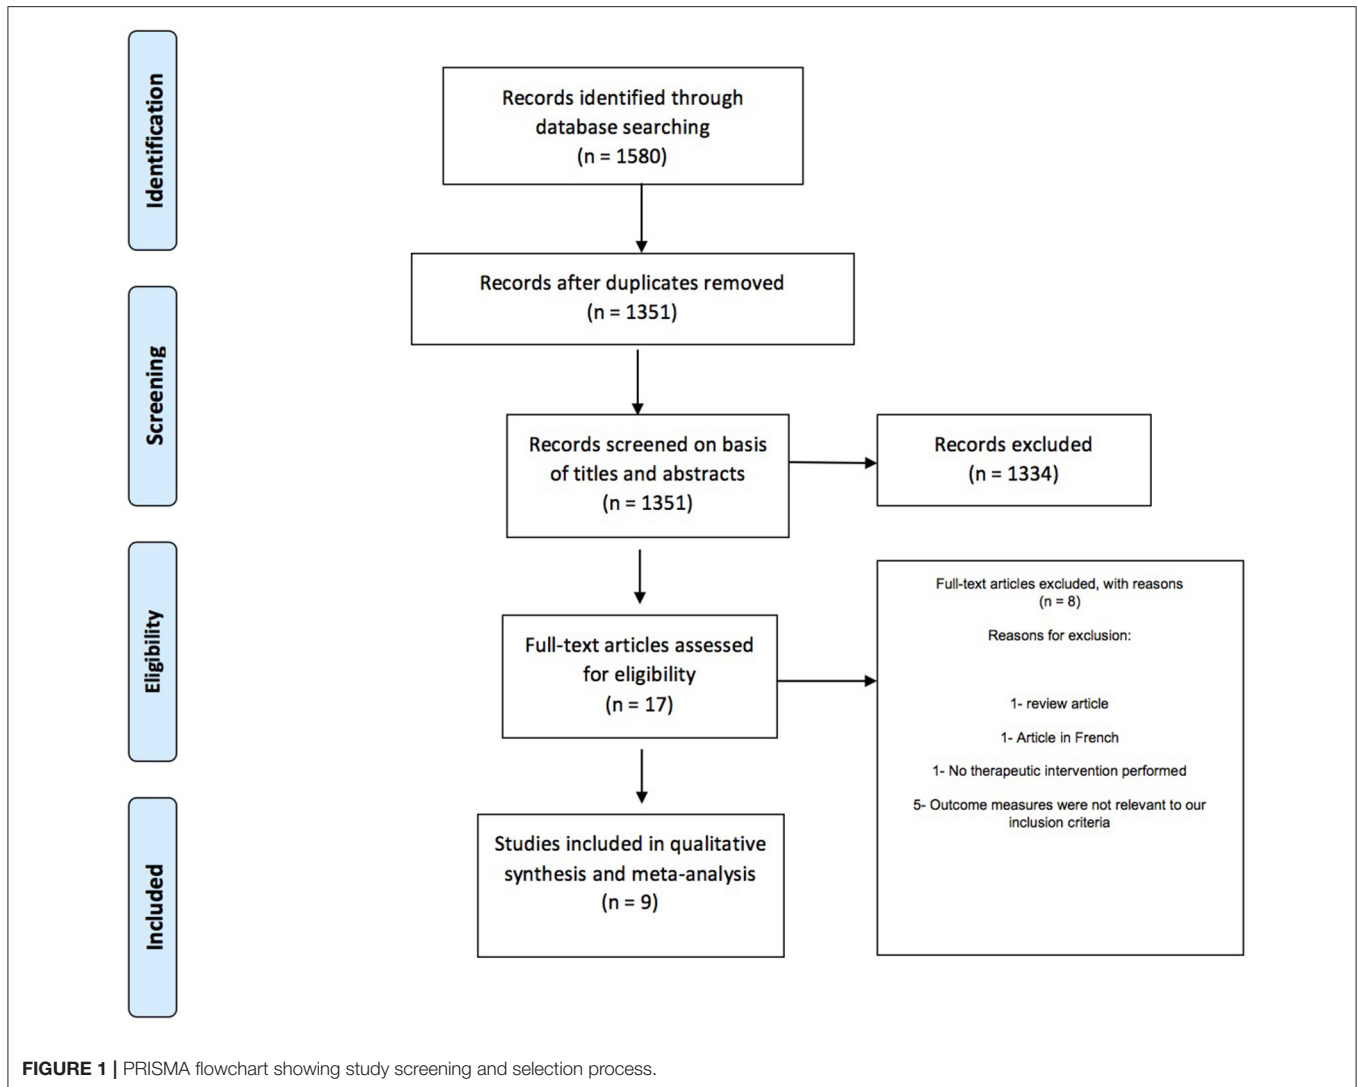 Identification
Records identified through
database searching
(n = 1580)
Records after duplicates removed
(n = 1351)
Screening
Records screened on basis
of titles and abstracts
(n = 1351)
Records excluded
(n = 1334)
Eligibility
Full-text articles assessed
for eligibility
(n = 17)
Full-text articles excluded, with reasons
(n = 8)
Reasons for exclusion:
1- review article
1- Article in French
1- No therapeutic intervention performed
5- Outcome measures were not relevant to our
inclusion criteria
Included
Studies included in qualitative
synthesis and meta-analysis
(n = 9)
FIGURE 1 | PRISMA flowchart showing study screening and selection process.